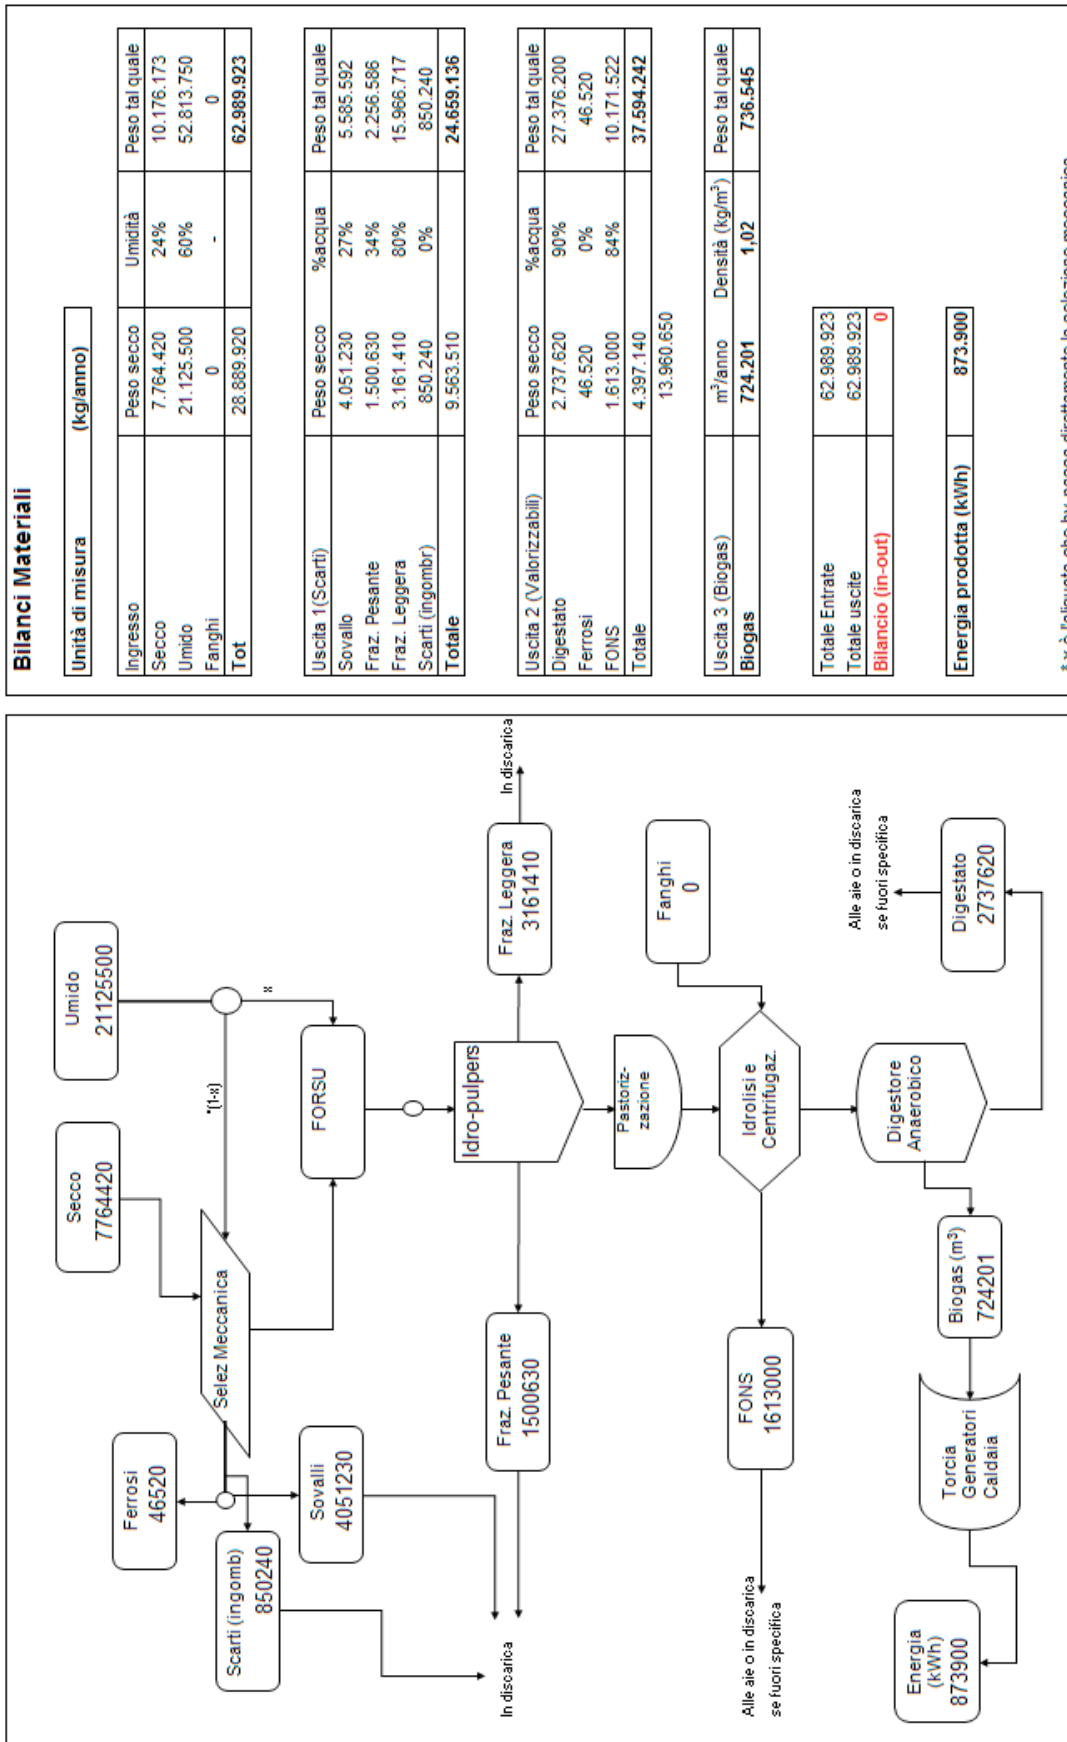 Bilanci Materiali
Unità di misura (kg/anno)
Ingresso Peso secco Umidità Peso tal quale
Secco 7.764.420 24% 10.176.173
Umido 21.125.500 60% 52.813.750
Fanghi 0 - 0
Tot 28.889.920 62.989.923
Uscita 1(Scarti) Peso secco %acqua Peso tal quale
Sovallo 4.051.230 27% 5.585.592
Fraz. Pesante 1.500.630 34% 2.256.586
Fraz. Leggera 3.161.410 80% 15.966.717
Scarti (ingombr) 850.240 0% 850.240
Totale 9.563.510 24.659.136
Uscita 2 (Valorizzabili) Peso secco %acqua Peso tal quale
Digestato 2.737.620 90% 27.376.200
Ferrosi 46.520 0% 46.520
FONS 1.613.000 84% 10.171.522
Totale 4.397.140 37.594.242
13.960.650
Uscita 3 (Biogas) m³/anno Densità (kg/m³) Peso tal quale
Biogas 724.201 1,02 736.545
Totale Entrate 62.989.923
Totale uscite 62.989.923
Bilancio (in-out) 0
Energia prodotta (kWh) 873.900
* x è l'aliquota che by-passa direttamente la selezione meccanica
Secco
7764420
Umido
21125500
*(1-x)
x
Ferrosi
46520
Selez Meccanica
Scarti (ingomb)
850240
Sovalli
4051230
FORSU
In discarica
Fraz. Pesante
1500630
Idro-pulpers
Fraz. Leggera
3161410
In discarica
Pastoriz-
zazione
Fanghi
0
Idrolisi e
Centrifugaz.
FONS
1613000
Alle aie o in discarica
se fuori specifica
Digestore
Anaerobico
Alle aie o in discarica
se fuori specifica
Digestato
2737620
Biogas (m³)
724201
Torcia
Generatori
Caldaia
Energia
(kWh)
873900